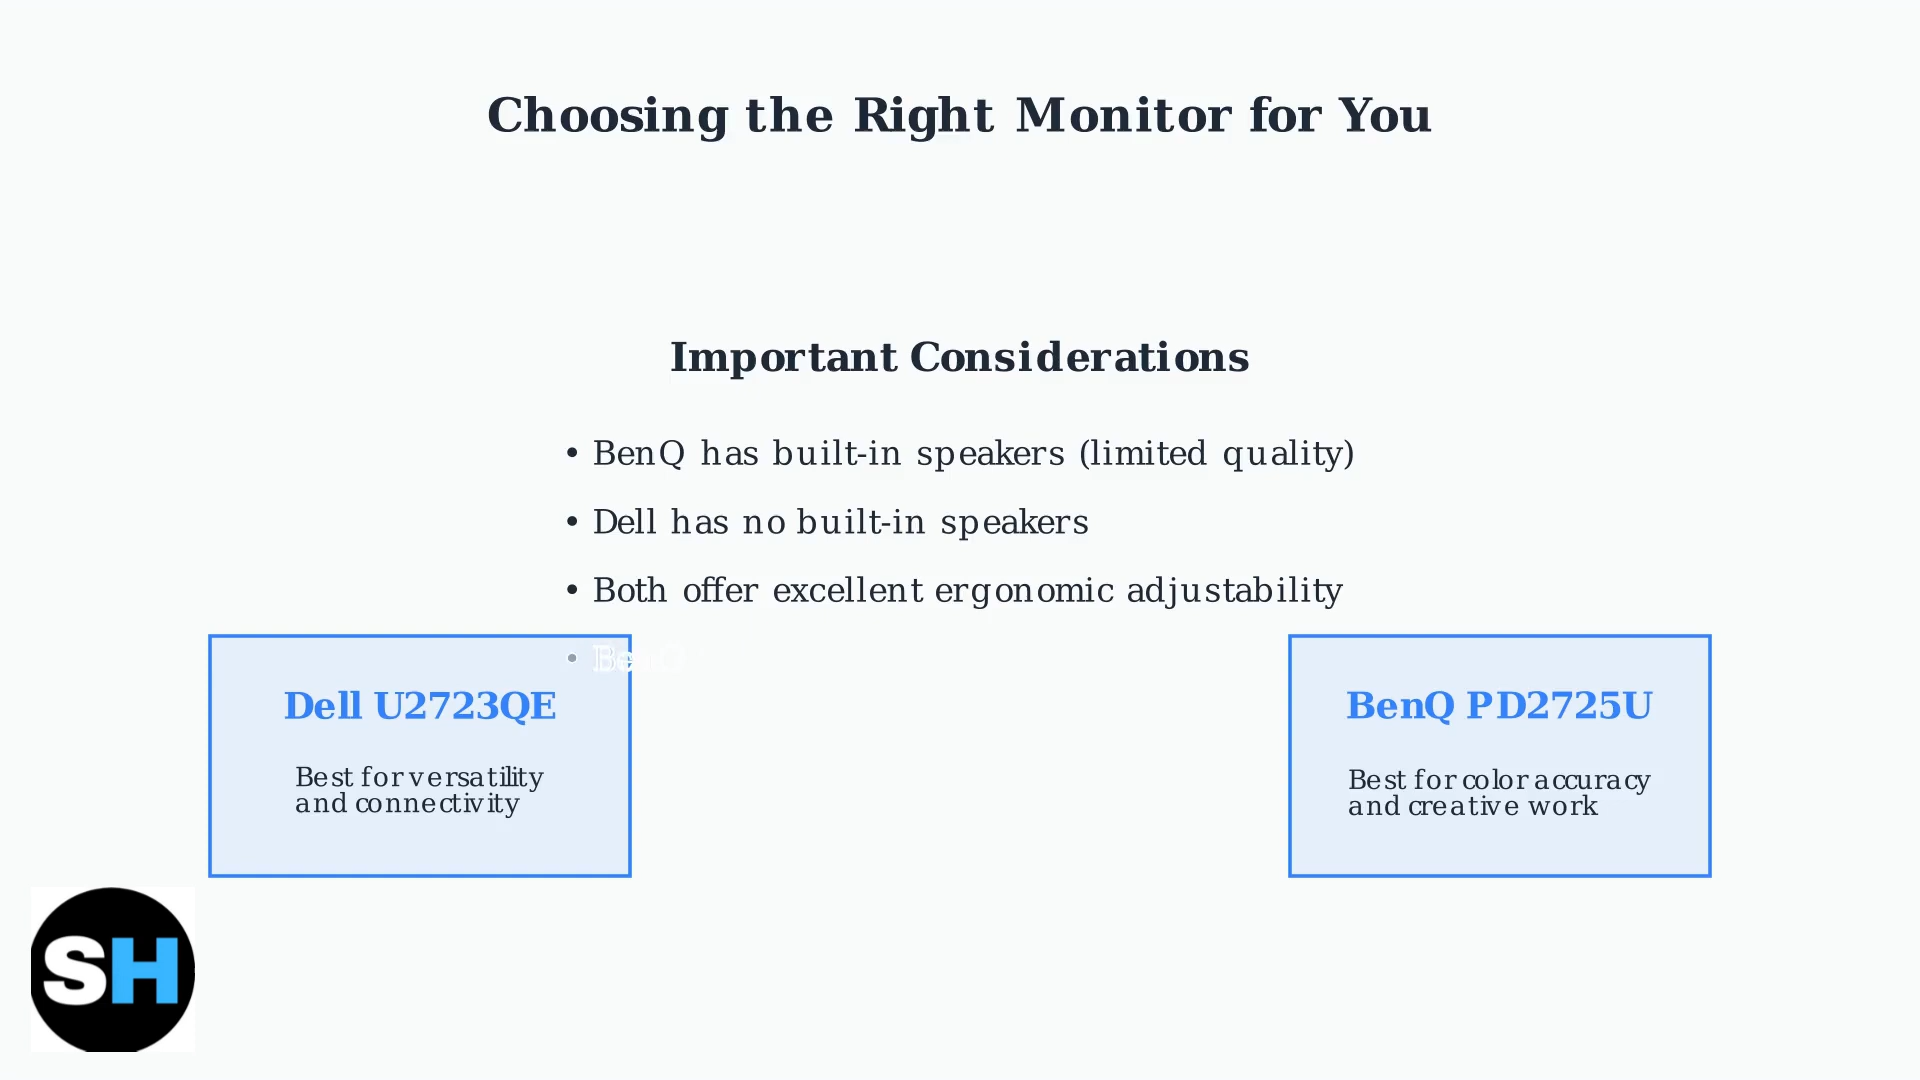 Choosing the Right Monitor for You
Important Considerations
• BenQ has built-in speakers (limited quality)
• Dell has no built-in speakers
• Both offer excellent ergonomic adjustability
• BenQ
Dell U2723QE
Best for versatility
and connectivity
BenQ PD2725U
Best for color accuracy
and creative work
SH